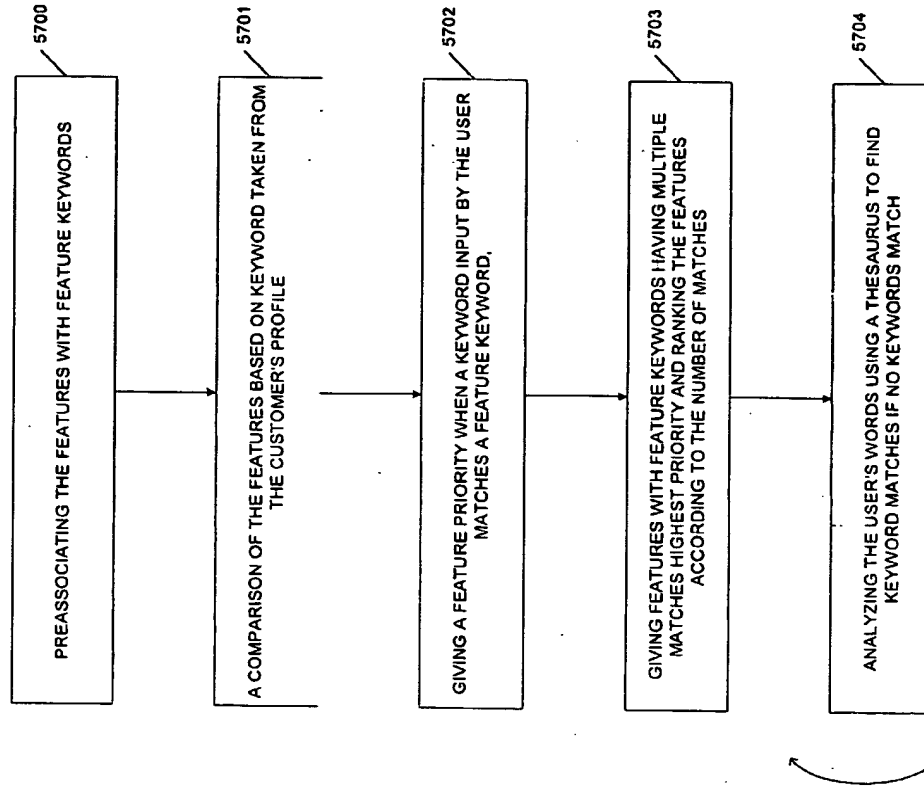 5700
PREASSOCIATING THE FEATURES WITH FEATURE KEYWORDS
5701
A COMPARISON OF THE FEATURES BASED ON KEYWORD TAKEN FROM
THE CUSTOMER'S PROFILE
5702
GIVING A FEATURE PRIORITY WHEN A KEYWORD INPUT BY THE USER
MATCHES A FEATURE KEYWORD,
5703
GIVING FEATURES WITH FEATURE KEYWORDS HAVING MULTIPLE
MATCHES HIGHEST PRIORITY AND RANKING THE FEATURES
ACCORDING TO THE NUMBER OF MATCHES
5704
ANALYZING THE USER'S WORDS USING A THESAURUS TO FIND
KEYWORD MATCHES IF NO KEYWORDS MATCH